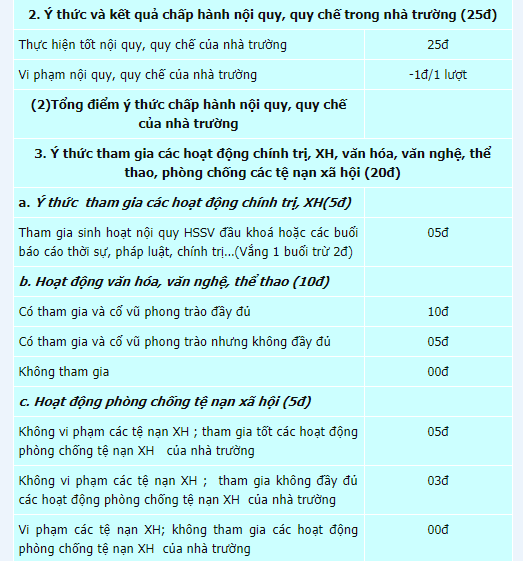 2. Ý thức và kết quả chấp hành nội quy, quy chế trong nhà trường (25đ)
Thực hiện tốt nội quy, quy chế của nhà trường 25đ
Vi phạm nội quy, quy chế của nhà trường -1đ/1 lượt
(2)Tổng điểm ý thức chấp hành nội quy, quy chế
của nhà trường
3. Ý thức tham gia các hoạt động chính trị, XH, văn hóa, văn nghệ, thể
thao, phòng chống các tệ nạn xã hội (20đ)
a. Ý thức tham gia các hoạt động chính trị, XH(5đ)
Tham gia sinh hoạt nội quy HSSV đầu khoá hoặc các buổi 05đ
báo cáo thời sự, pháp luật, chính trị...(Vắng 1 buổi trừ 2đ)
b. Hoạt động văn hóa, văn nghệ, thể thao (10đ)
Có tham gia và cổ vũ phong trào đầy đủ 10đ
Có tham gia và cổ vũ phong trào nhưng không đầy đủ 05đ
Không tham gia 00đ
c. Hoạt động phòng chống tệ nạn xã hội (5đ)
Không vi phạm các tệ nạn XH ; tham gia tốt các hoạt động 05đ
phòng chống tệ nạn XH của nhà trường
Không vi phạm các tệ nạn XH ; tham gia không đầy đủ 03đ
các hoạt động phòng chống tệ nạn XH của nhà trường
Vi phạm các tệ nạn XH; không tham gia các hoạt động 00đ
phòng chống tệ nạn XH của nhà trường